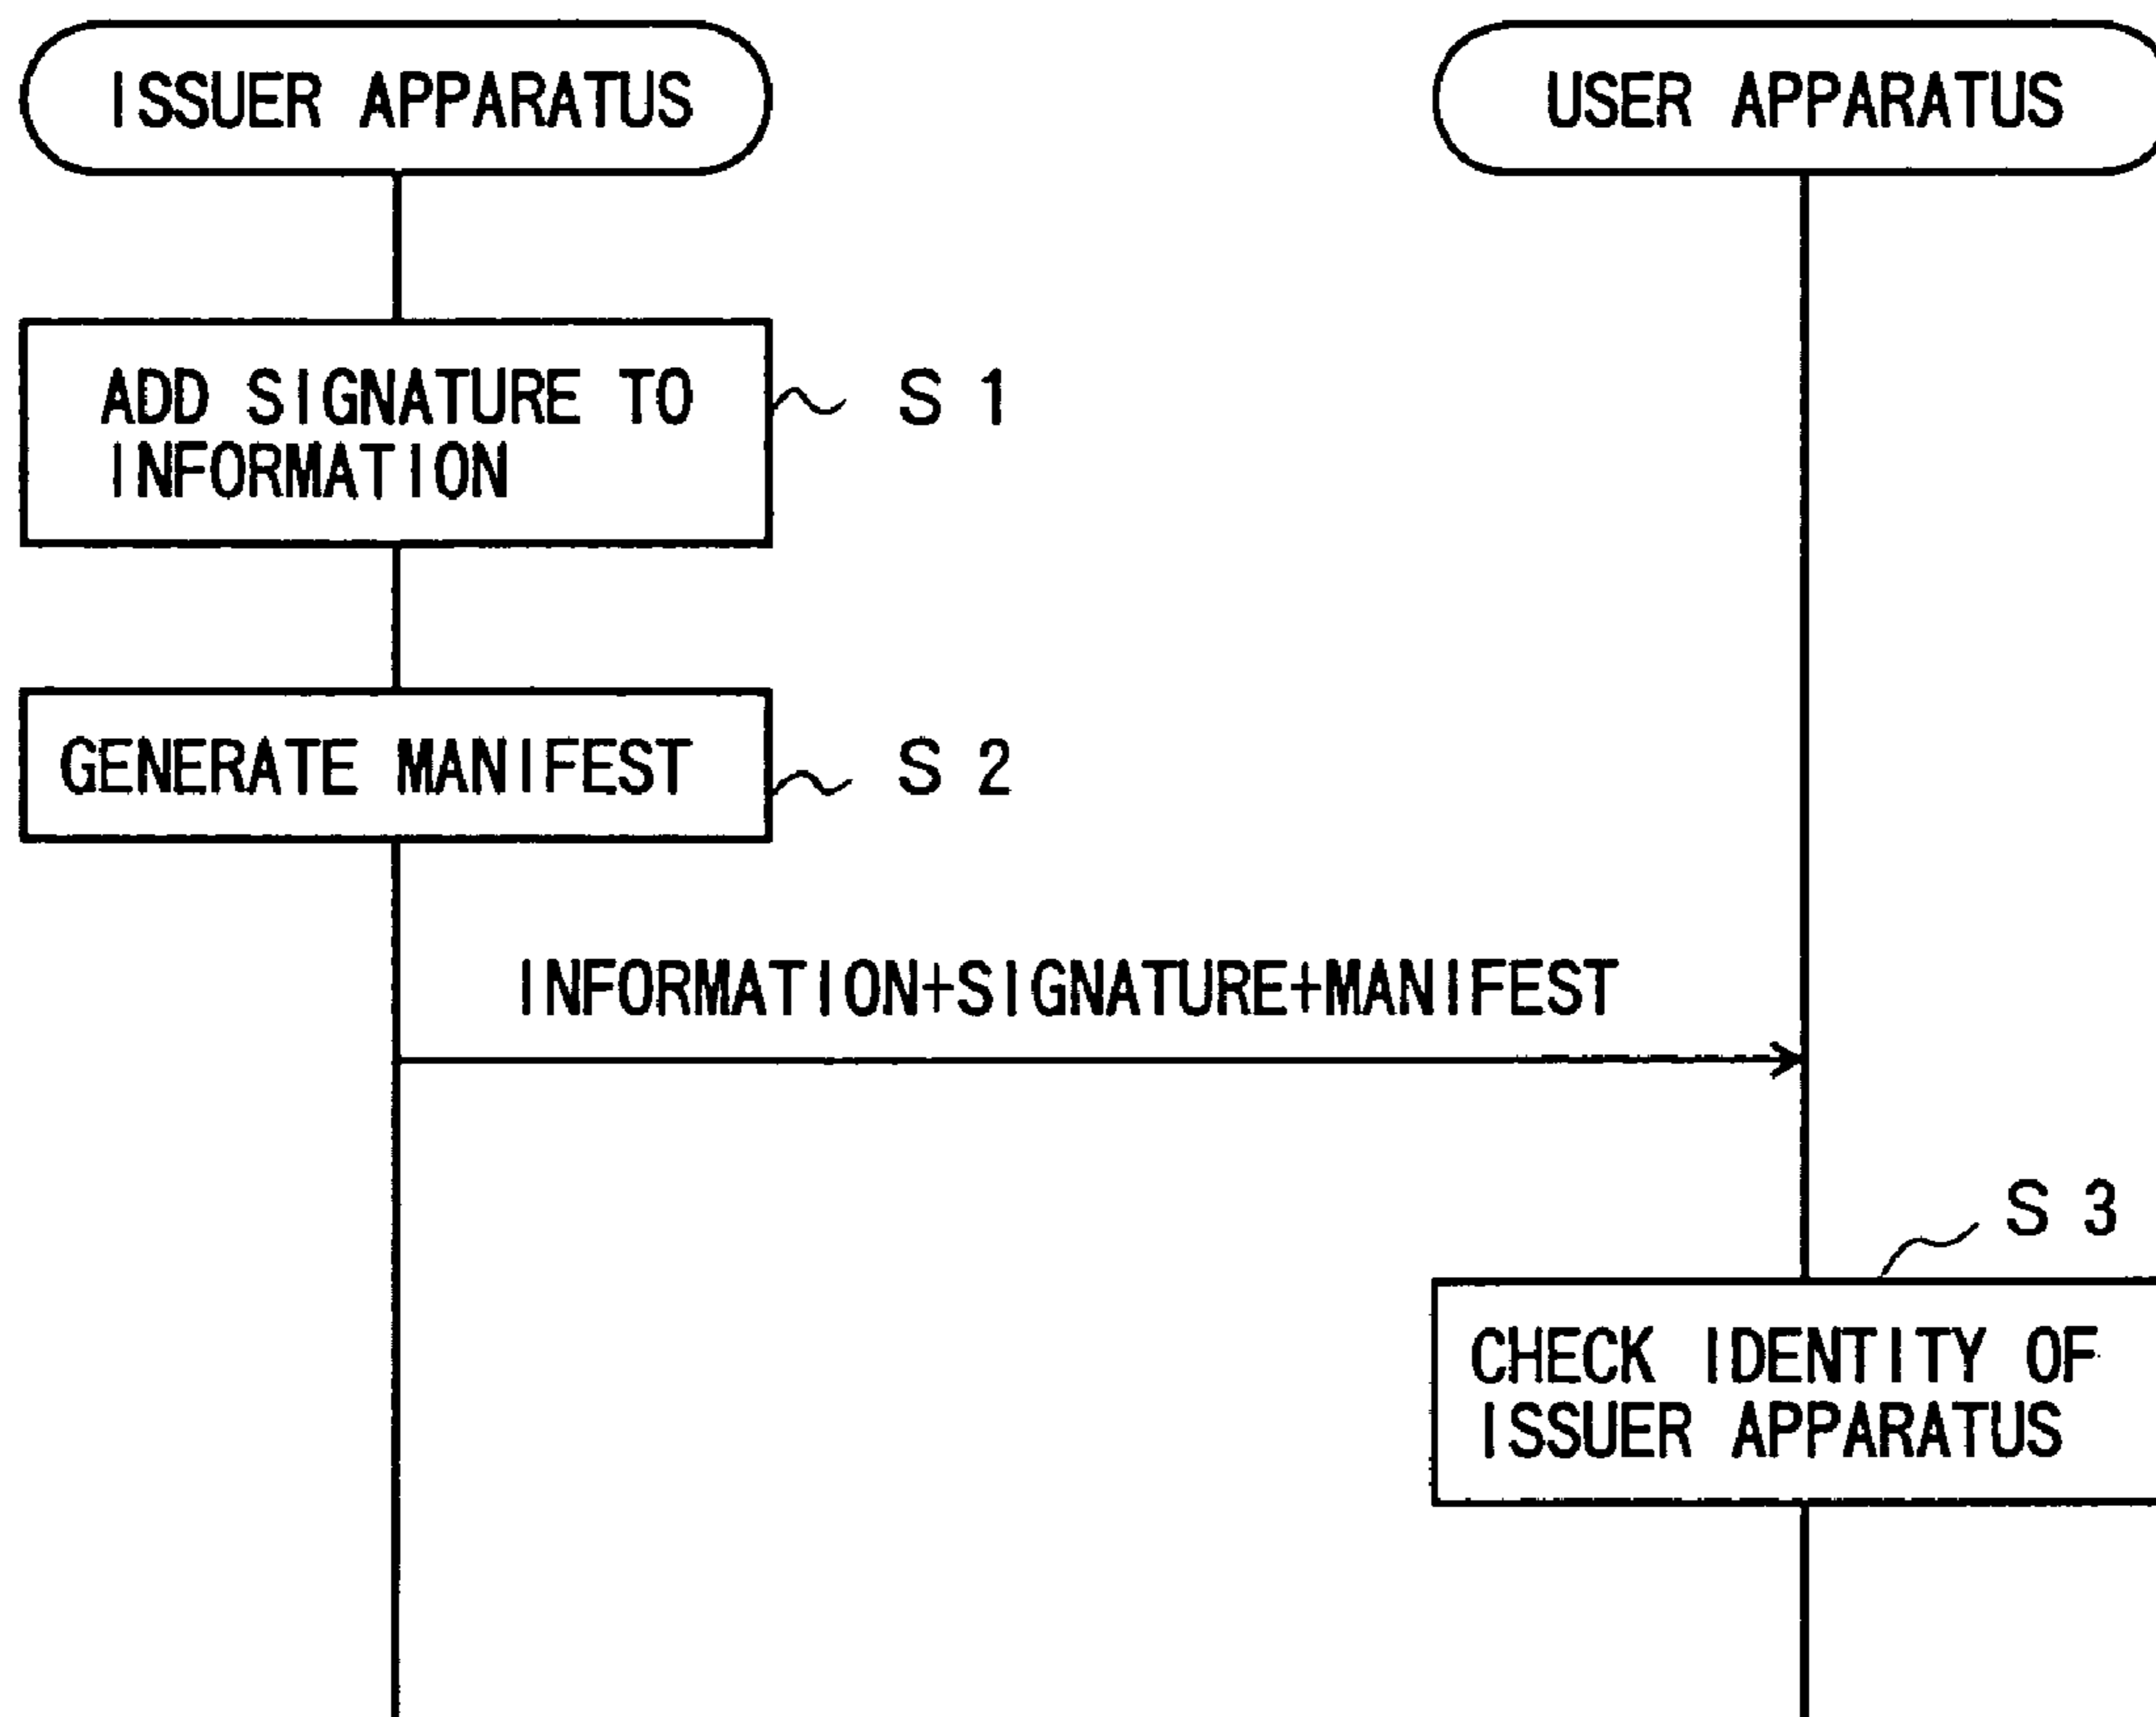 ISSUER APPARATUS
USER APPARATUS
ADD SIGNATURE TO
INFORMATION
S 1
GENERATE MANIFEST
S 2
INFORMATION+SIGNATURE+MANIFEST
S 3
CHECK IDENTITY OF
ISSUER APPARATUS